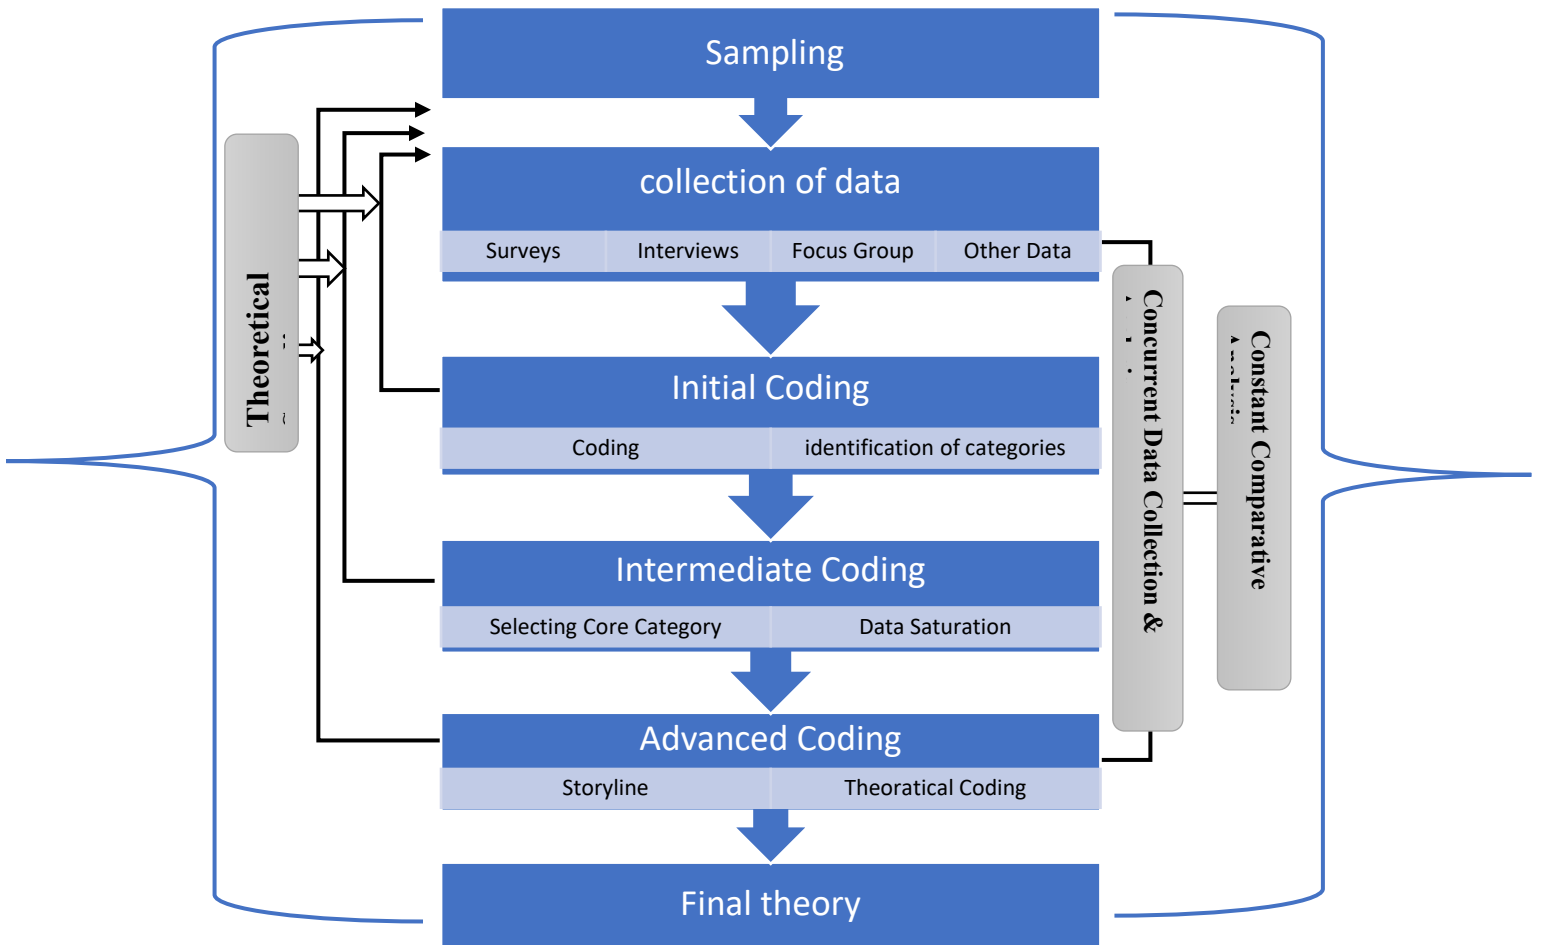 Sampling
collection of data
Surveys
Interviews
Focus Group
Other Data
Initial Coding
Coding
identification of categories
Intermediate Coding
Selecting Core Category
Data Saturation
Advanced Coding
Storyline
Theoratical Coding
Final theory
Theoretical
Concurrent Data Collection &
Constant Comparative